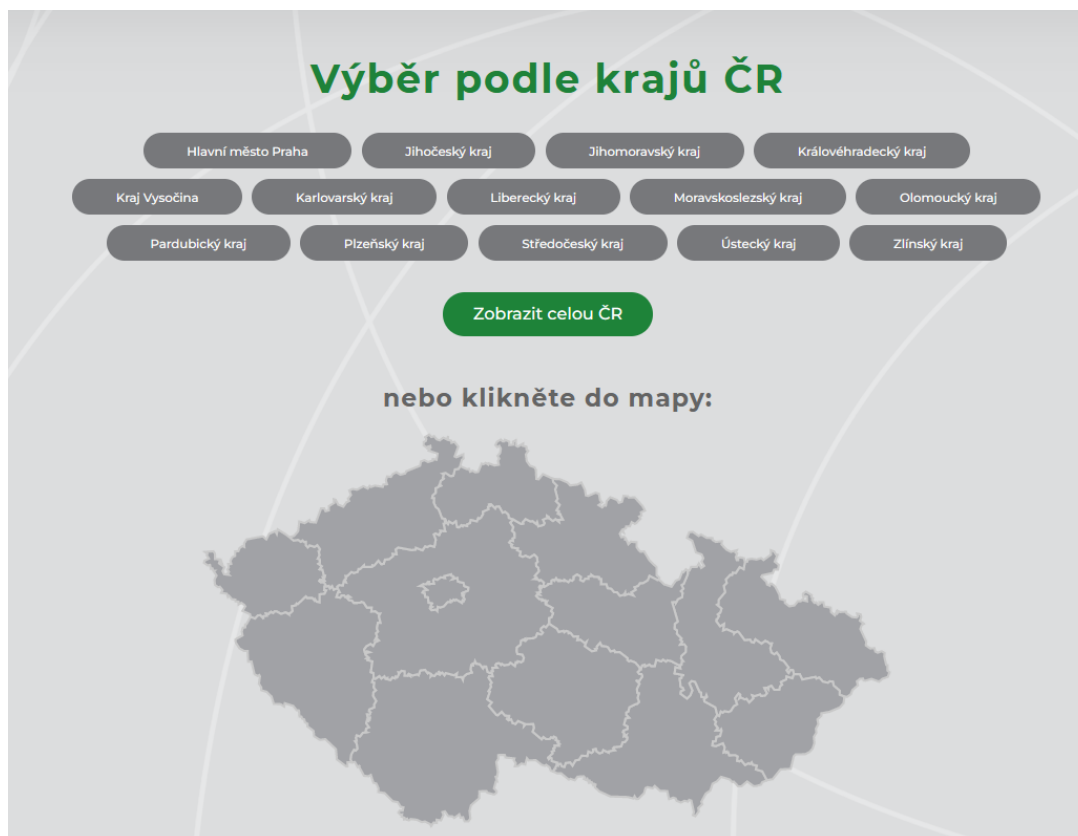 Výběr podle krajů ČR
Hlavní město Praha Jihočeský kraj Jihomoravský kraj Královéhradecký kraj
Kraj Vysočina Karlovarský kraj Liberecký kraj Moravskoslezský kraj Olomoucký kraj
Pardubický kraj Plzeňský kraj Středočeský kraj Ústecký kraj Zlínský kraj
Zobrazit celou ČR
nebo klikněte do mapy: